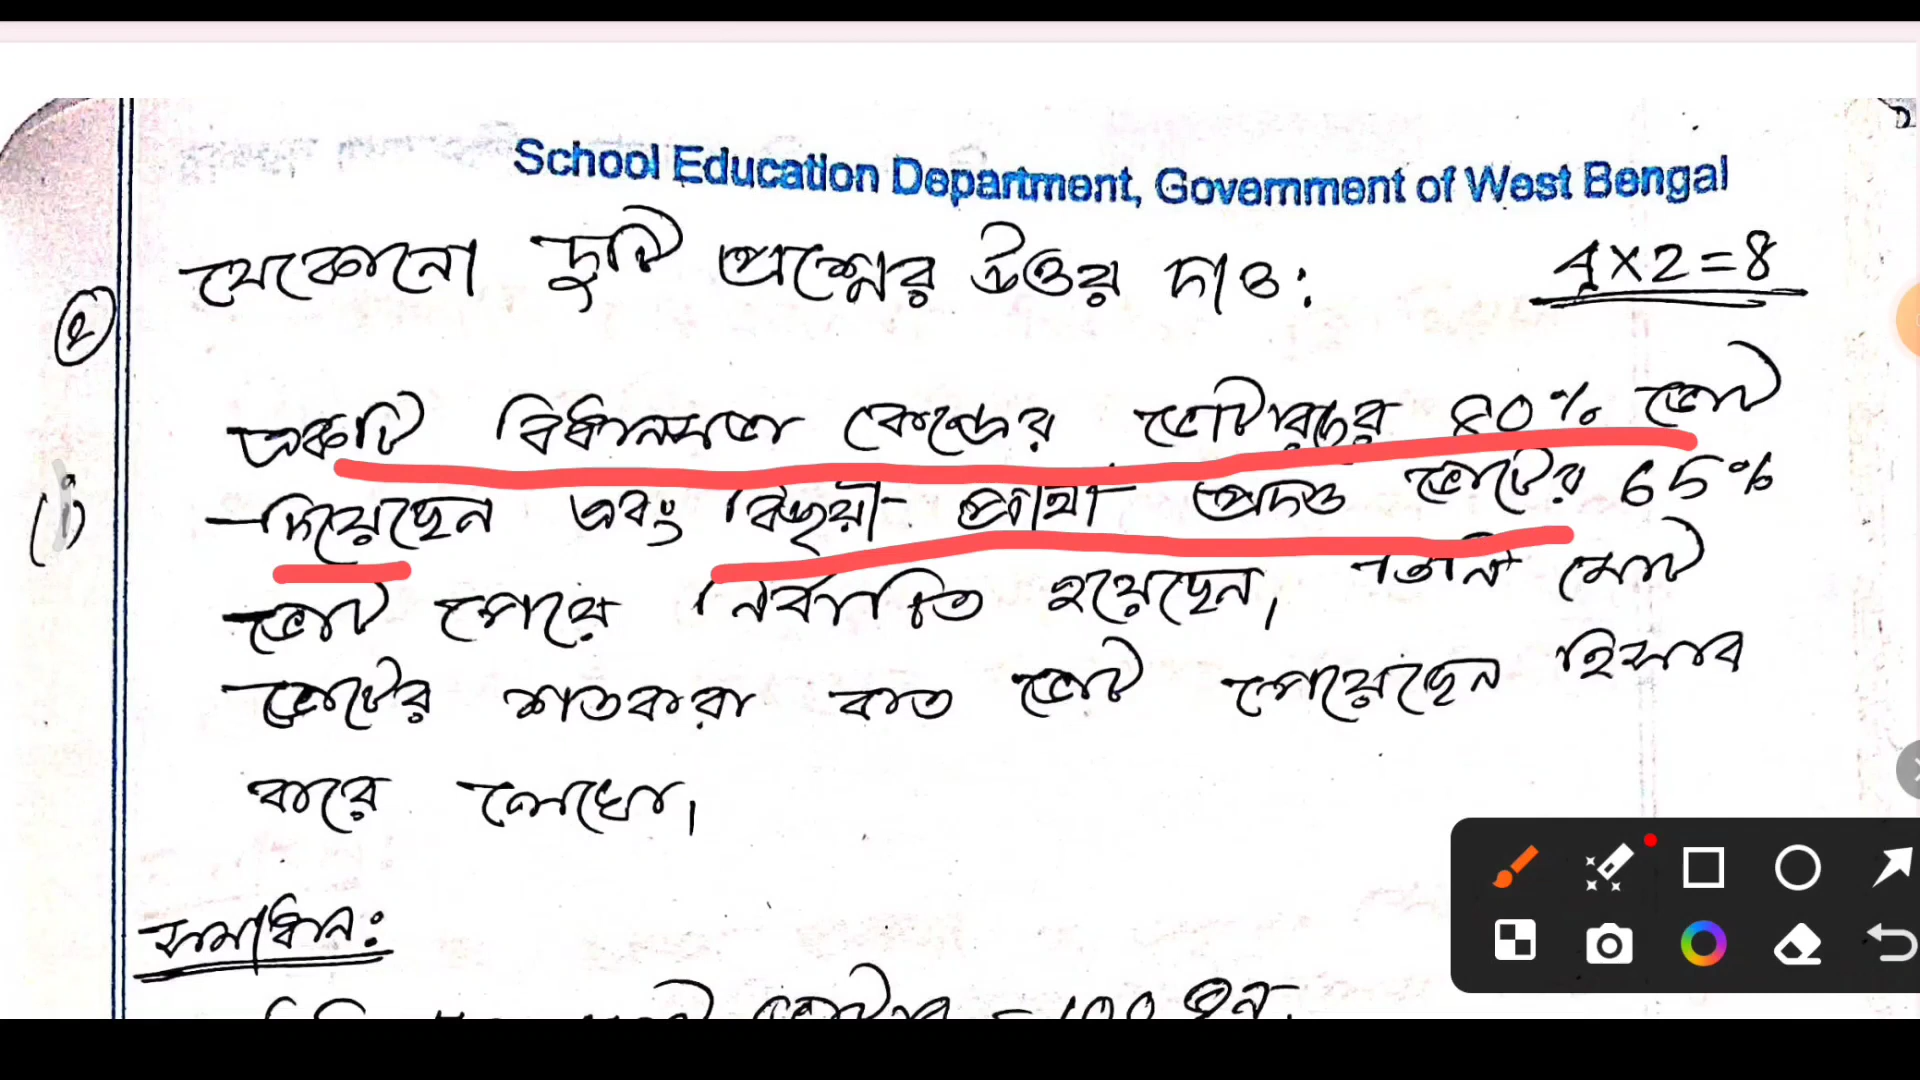 School Education Department, Government of West Bengal
২ যেকোনো দুটি প্রশ্নের উত্তর দাও: 4×2=8
(i) একটি বিধানসভা কেন্দ্রের ভোটারদের 80% ভোট
দিয়েছেন এবং বিজয়ী প্রার্থী প্রদত্ত ভোটের 65%
ভোট পেয়ে নির্বাচিত হয়েছেন। তিনি মোট
ভোটের শতকরা কত ভোট পেয়েছেন হিসাব
করে লেখো।
সমাধান: